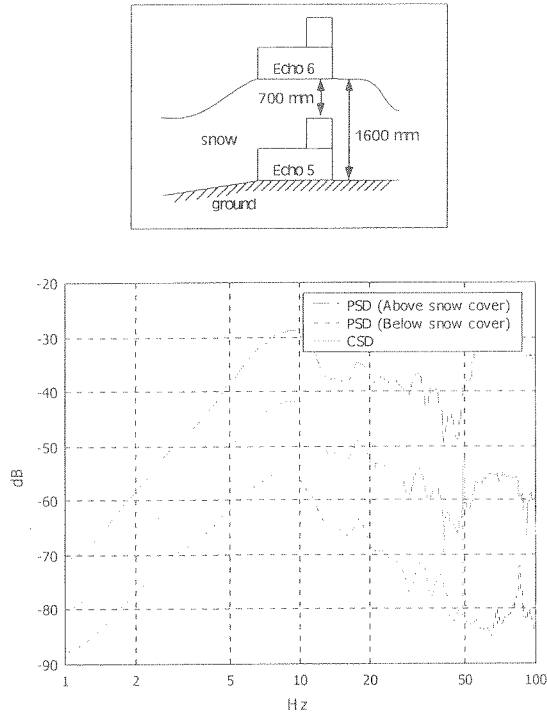 Echo 6
700 mm
1600 mm
snow
Echo 5
ground
-20
-30
-40
-50
-60
-70
-80
-90
dB
PSD (Above snow cover)
PSD (Below snow cover)
CSD
1 2 5 10 20 50 100
Hz